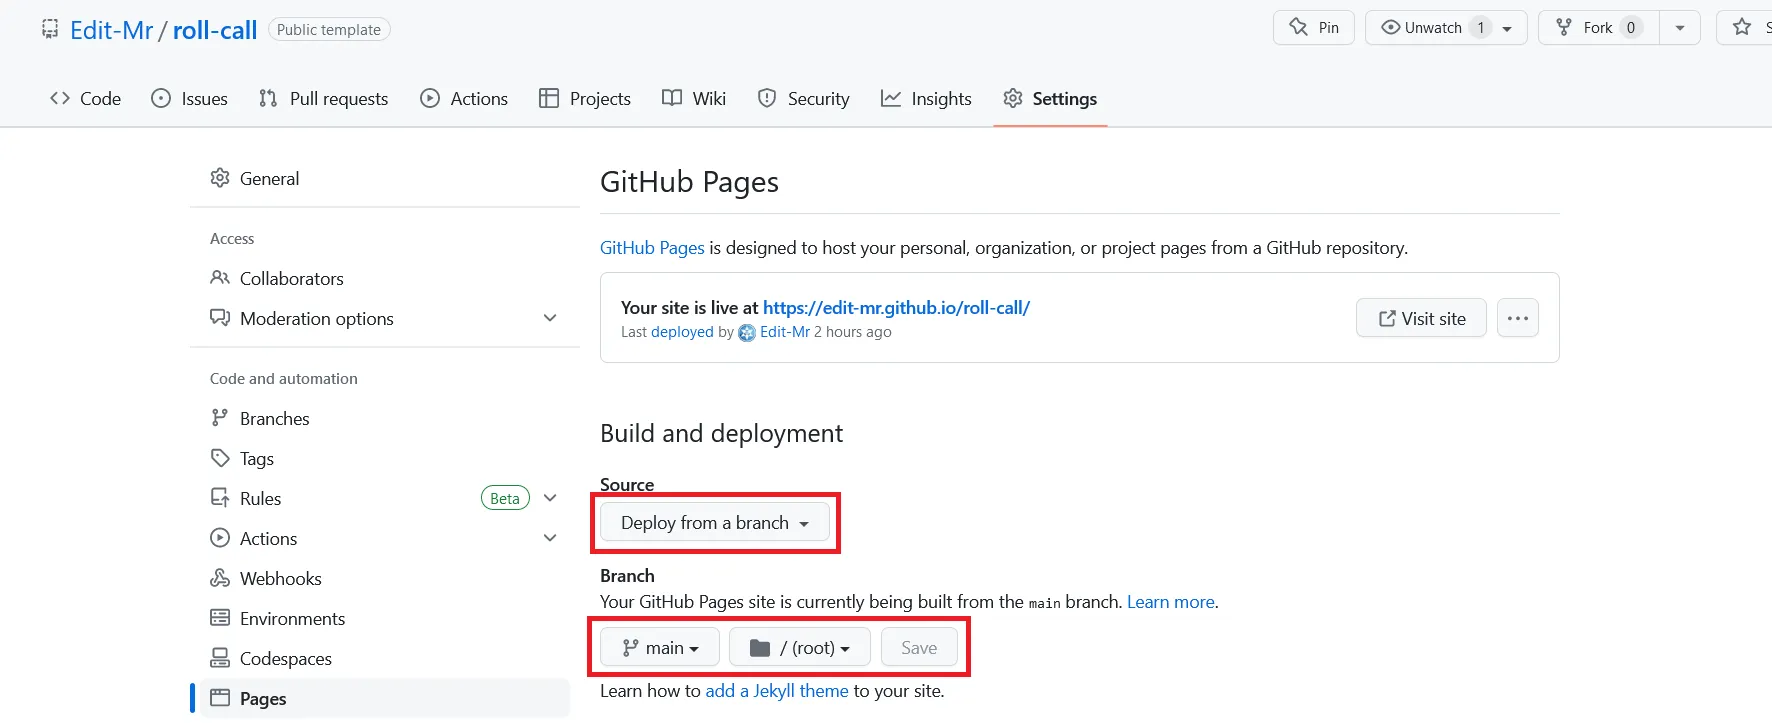 Edit-Mr / roll-call Public template Pin Unwatch 1 Fork 0
Code Issues Pull requests Actions Projects Wiki Security Insights Settings
General
Access
Collaborators
Moderation options
Code and automation
Branches
Tags
Rules Beta
Actions
Webhooks
Environments
Codespaces
Pages
GitHub Pages
GitHub Pages is designed to host your personal, organization, or project pages from a GitHub repository.
Your site is live at https://edit-mr.github.io/roll-call/
Last deployed by Edit-Mr 2 hours ago
Visit site
Build and deployment
Source
Deploy from a branch
Branch
Your GitHub Pages site is currently being built from the main branch. Learn more.
main / (root) Save
Learn how to add a Jekyll theme to your site.